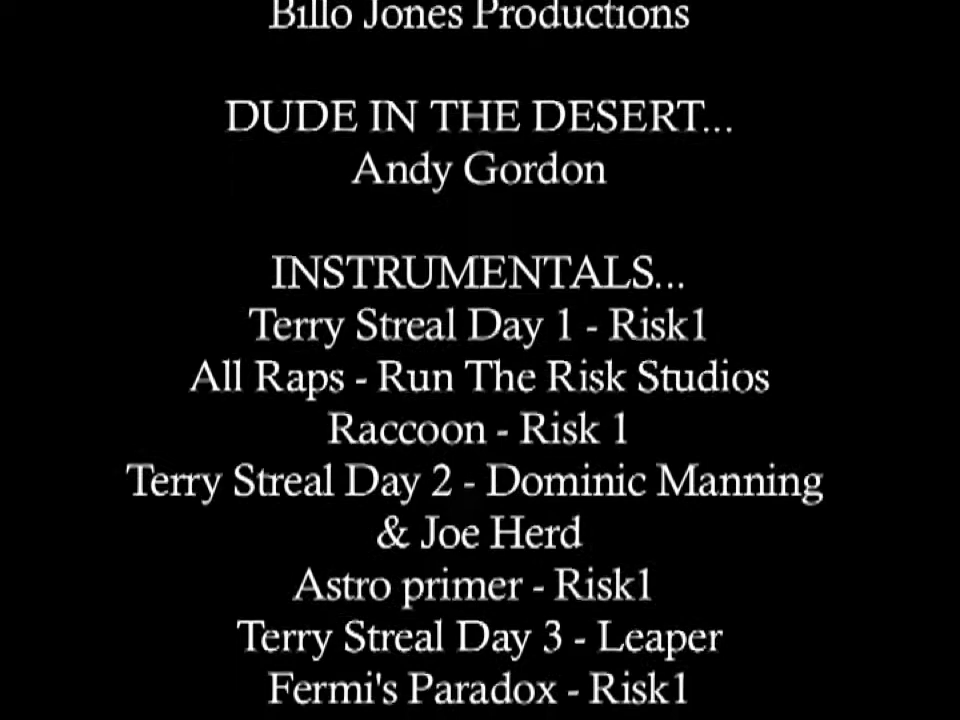 Billo Jones Productions
DUDE IN THE DESERT...
Andy Gordon
INSTRUMENTALS...
Terry Streal Day 1 - Risk1
All Raps - Run The Risk Studios
Raccoon - Risk 1
Terry Streal Day 2 - Dominic Manning
& Joe Herd
Astro primer - Risk1
Terry Streal Day 3 - Leaper
Fermi's Paradox - Risk1